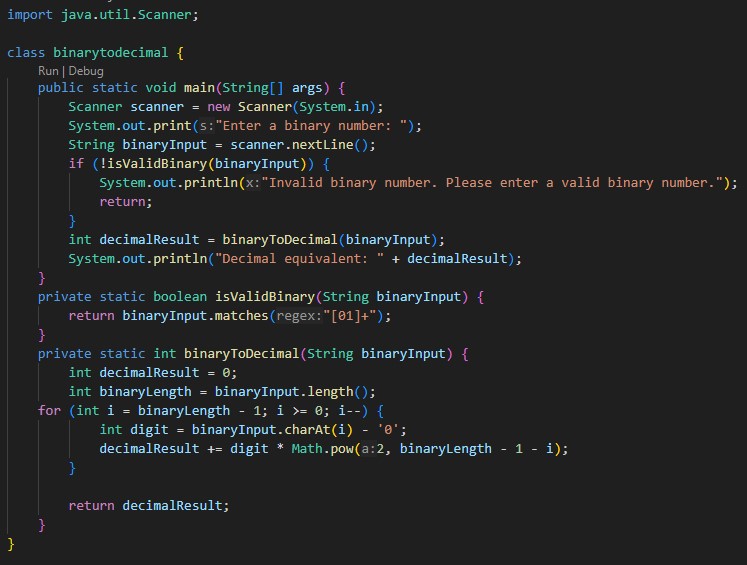 import java.util.Scanner;
class binarytodecimal {
Run | Debug
public static void main(String[] args) {
Scanner scanner = new Scanner(System.in);
System.out.print(s:"Enter a binary number: ");
String binaryInput = scanner.nextLine();
if (!isValidBinary(binaryInput)) {
System.out.println(x:"Invalid binary number. Please enter a valid binary number.");
return;
}
int decimalResult = binaryToDecimal(binaryInput);
System.out.println("Decimal equivalent: " + decimalResult);
}
private static boolean isValidBinary(String binaryInput) {
return binaryInput.matches(regex:"[01]+");
}
private static int binaryToDecimal(String binaryInput) {
int decimalResult = 0;
int binaryLength = binaryInput.length();
for (int i = binaryLength - 1; i >= 0; i--) {
int digit = binaryInput.charAt(i) - '0';
decimalResult += digit * Math.pow(a:2, binaryLength - 1 - i);
}
return decimalResult;
}
}